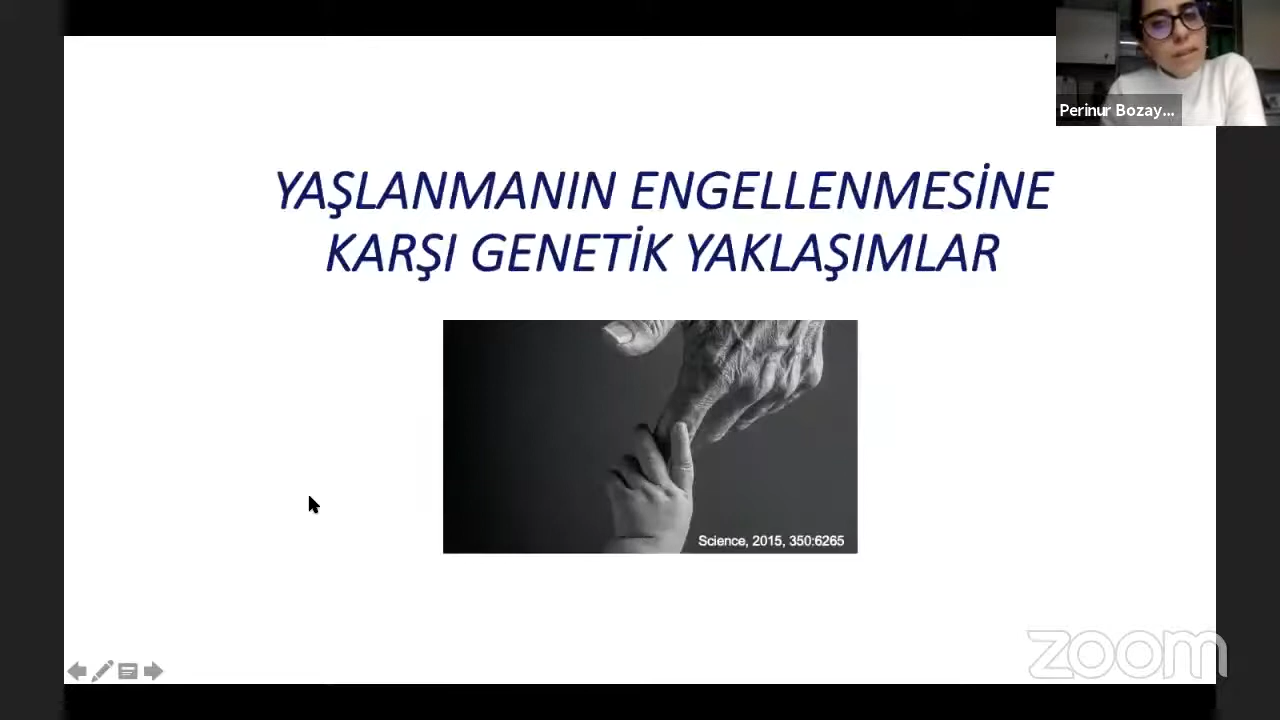 Perinur Bozay...
YAŞLANMANIN ENGELLENMESİNE
KARŞI GENETİK YAKLAŞIMLAR
Science, 2015, 350:6265
zoom